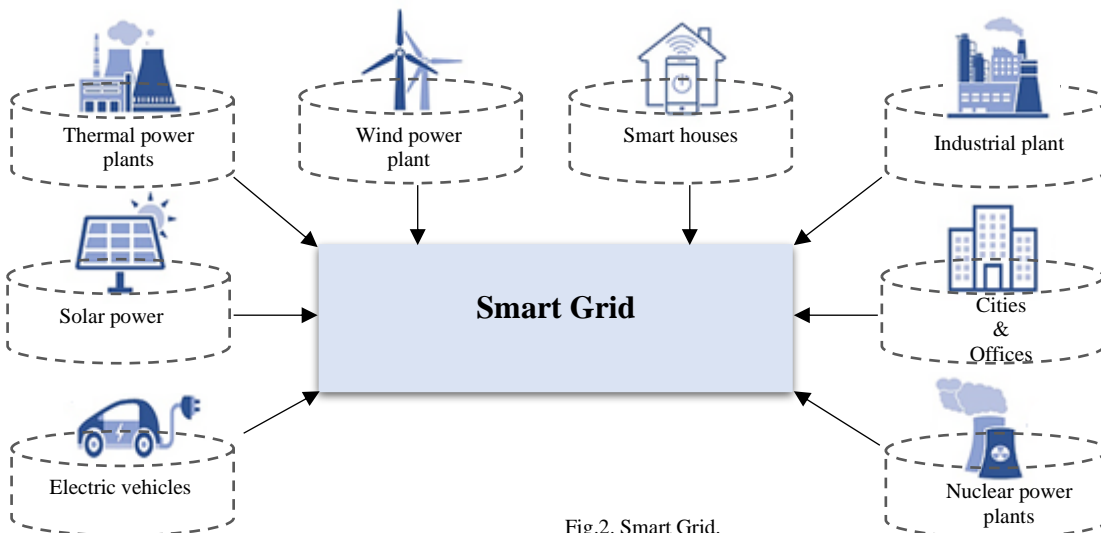 Thermal power
plants
Wind power
plant
Smart houses
Industrial plant
Solar power
Smart Grid
Cities
&
Offices
Electric vehicles
Nuclear power
plants
Fig.2. Smart Grid.